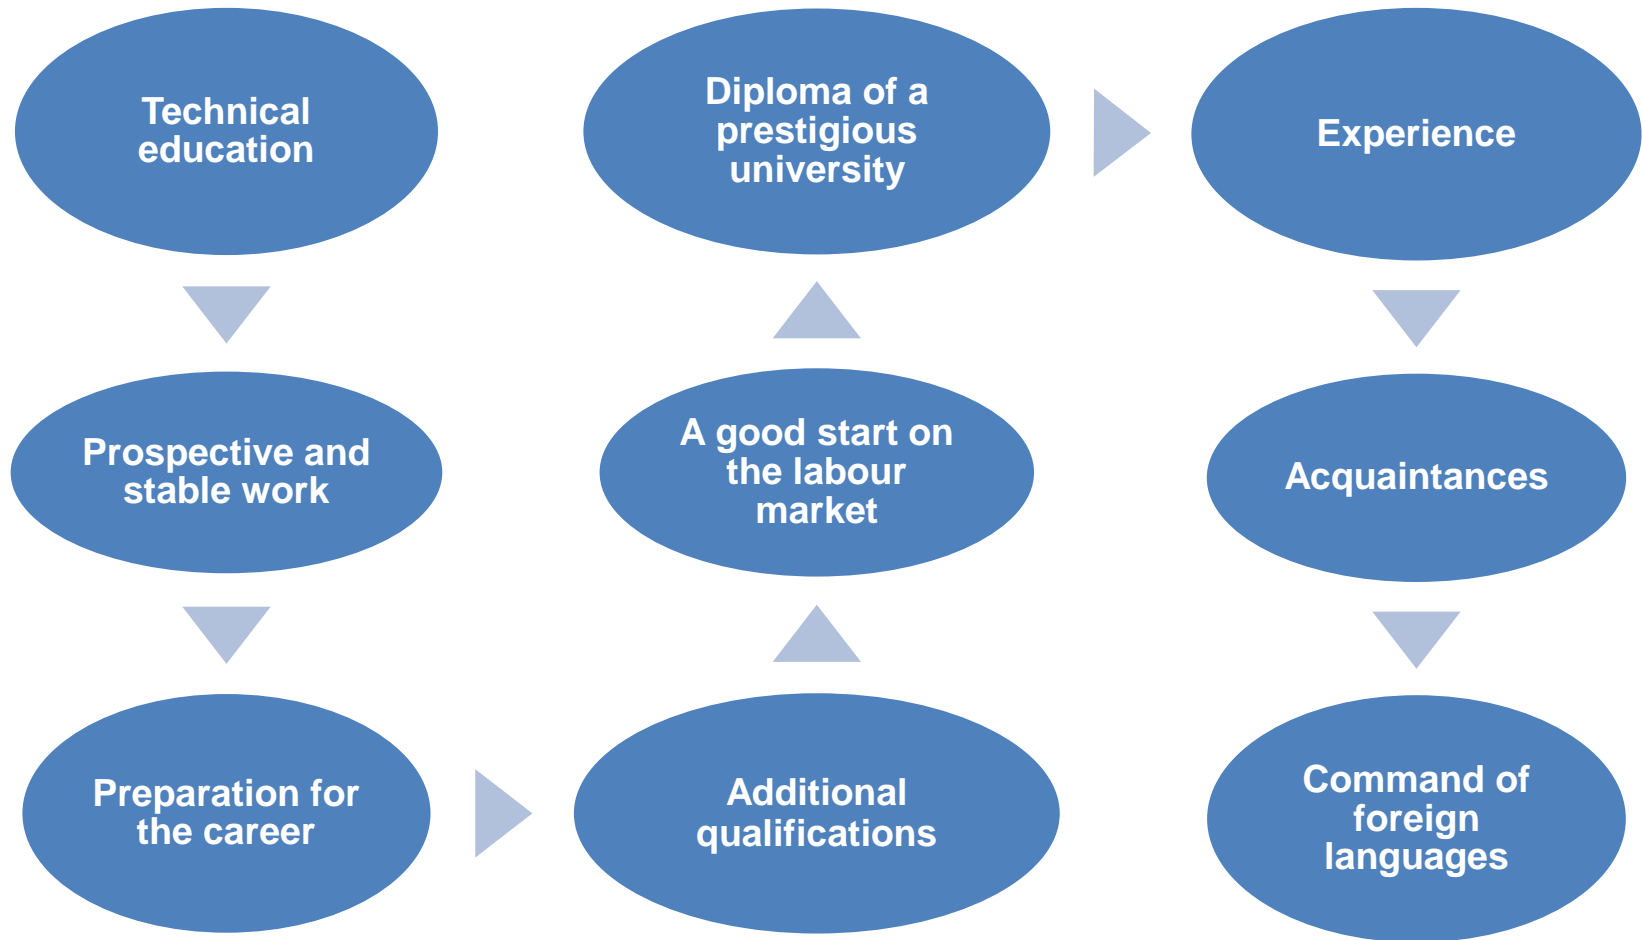 Technical
education
Prospective and
stable work
Preparation for
the career
Additional
qualifications
A good start on
the labour
market
Diploma of a
prestigious
university
Experience
Acquaintances
Command of
foreign
languages